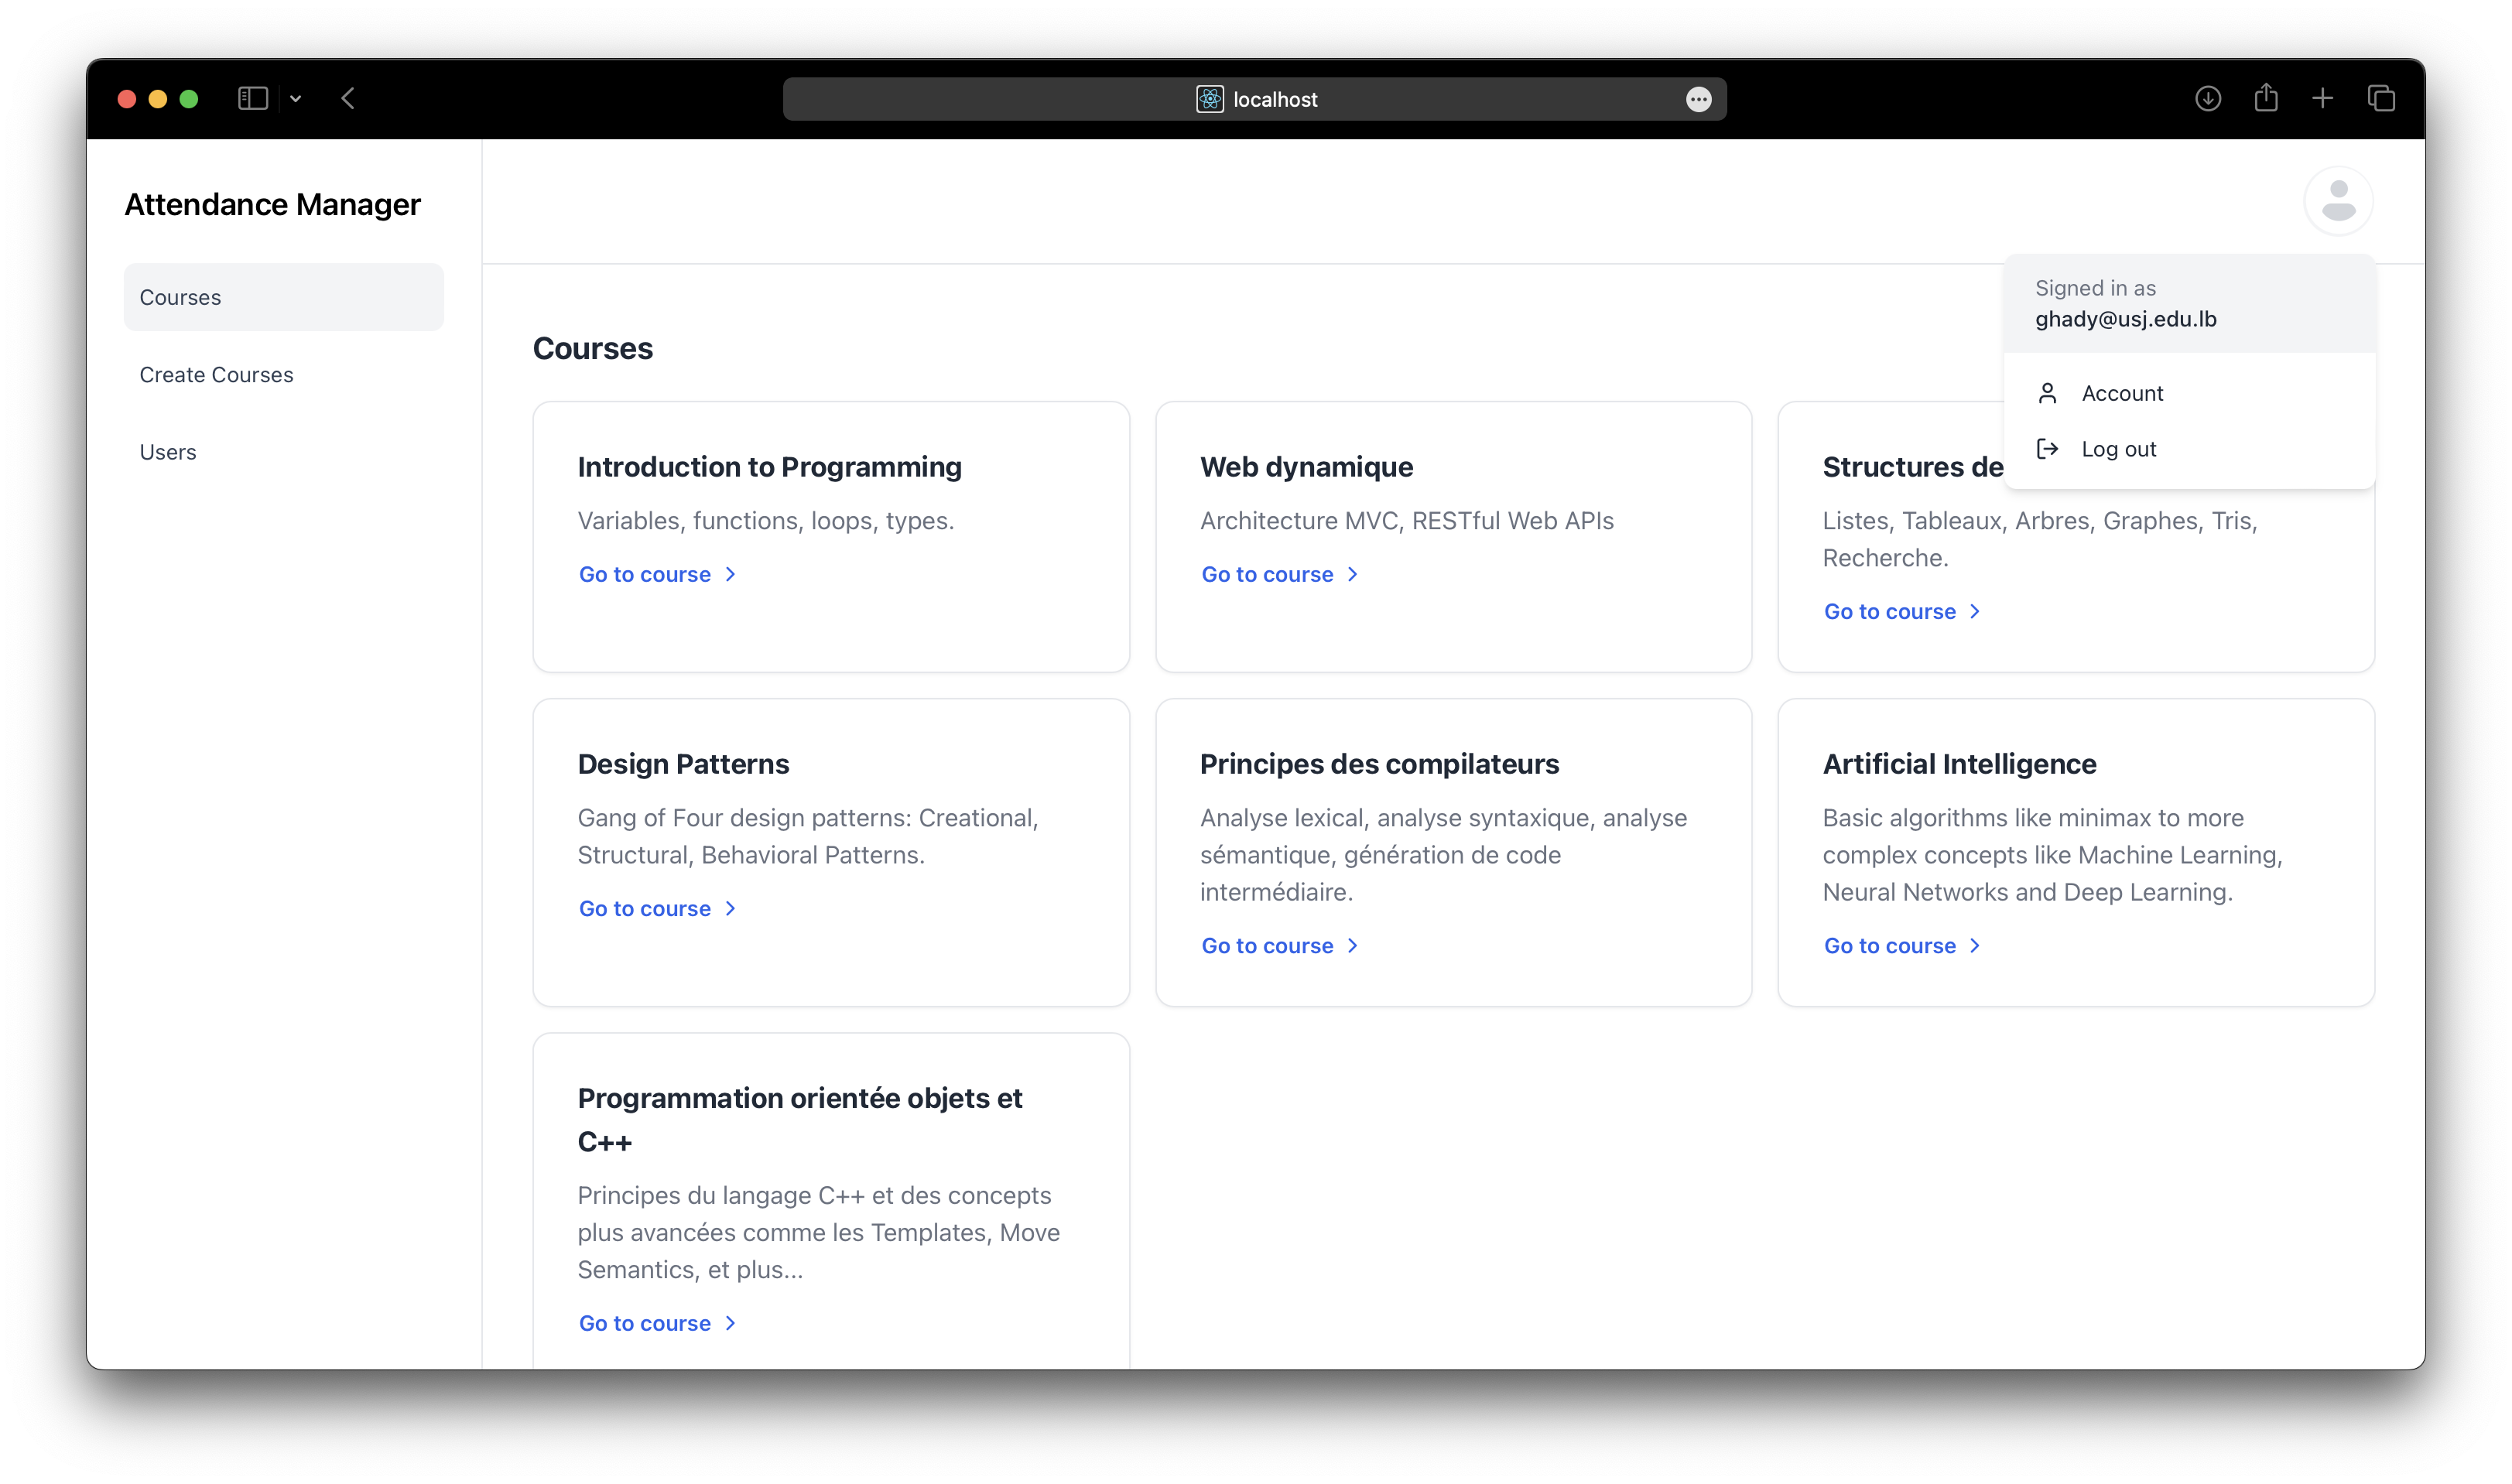 localhost
Attendance Manager
Courses
Create Courses
Users
Signed in as
ghady@usj.edu.lb
Account
Log out
Courses
Introduction to Programming
Variables, functions, loops, types.
Go to course
Web dynamique
Architecture MVC, RESTful Web APIs
Go to course
Structures de
Listes, Tableaux, Arbres, Graphes, Tris,
Recherche.
Go to course
Design Patterns
Gang of Four design patterns: Creational,
Structural, Behavioral Patterns.
Go to course
Principes des compilateurs
Analyse lexical, analyse syntaxique, analyse
sémantique, génération de code
intermédiaire.
Go to course
Artificial Intelligence
Basic algorithms like minimax to more
complex concepts like Machine Learning,
Neural Networks and Deep Learning.
Go to course
Programmation orientée objets et
C++
Principes du langage C++ et des concepts
plus avancées comme les Templates, Move
Semantics, et plus...
Go to course